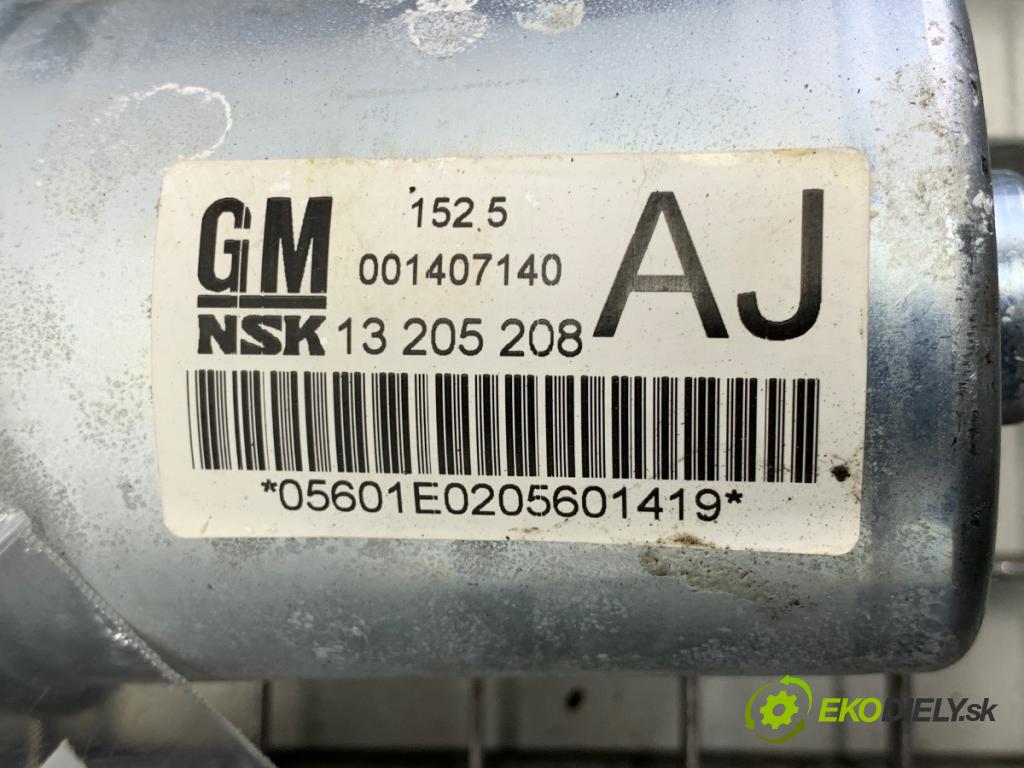 GM 152.5 AJ
001407140
NSK 13 205 208
*05601E0205601419*
EKODIELY.sk